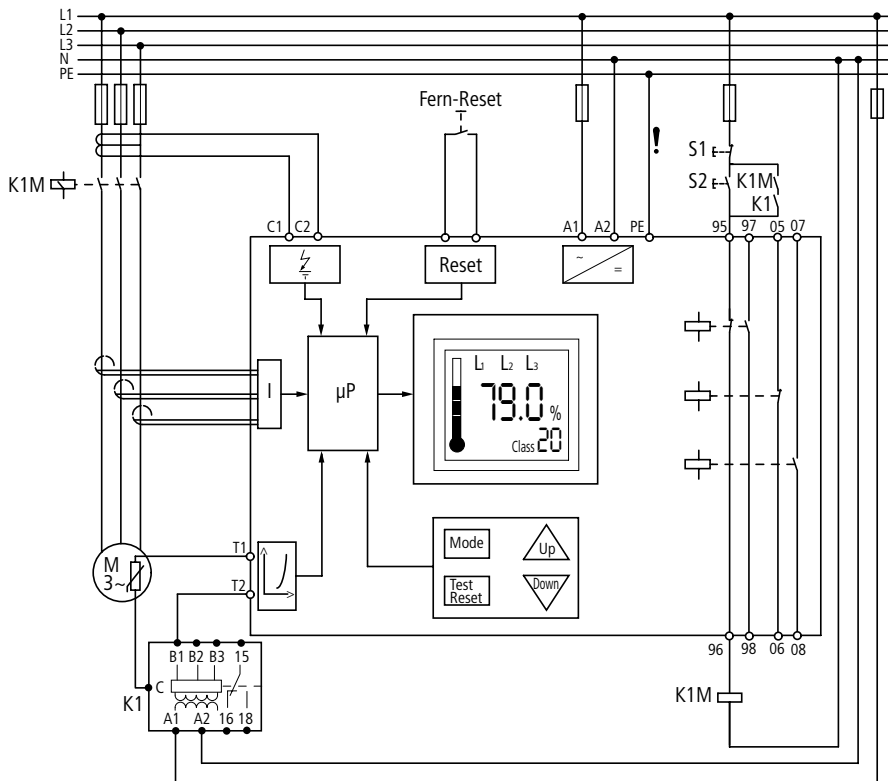 L1
L2
L3
N
PE
Fern-Reset
!
S1
S2 K1M
K1
K1M
C1 C2
A1 A2 PE
95 97 05 07
Reset
~
=
L1 L2 L3
79.0 %
Class 20
I
µP
T1
T2
M
3~
Mode
Up
Test
Reset
Down
96 98 06 08
B1 B2 B3 15
C
K1
A1 A2 16 18
K1M